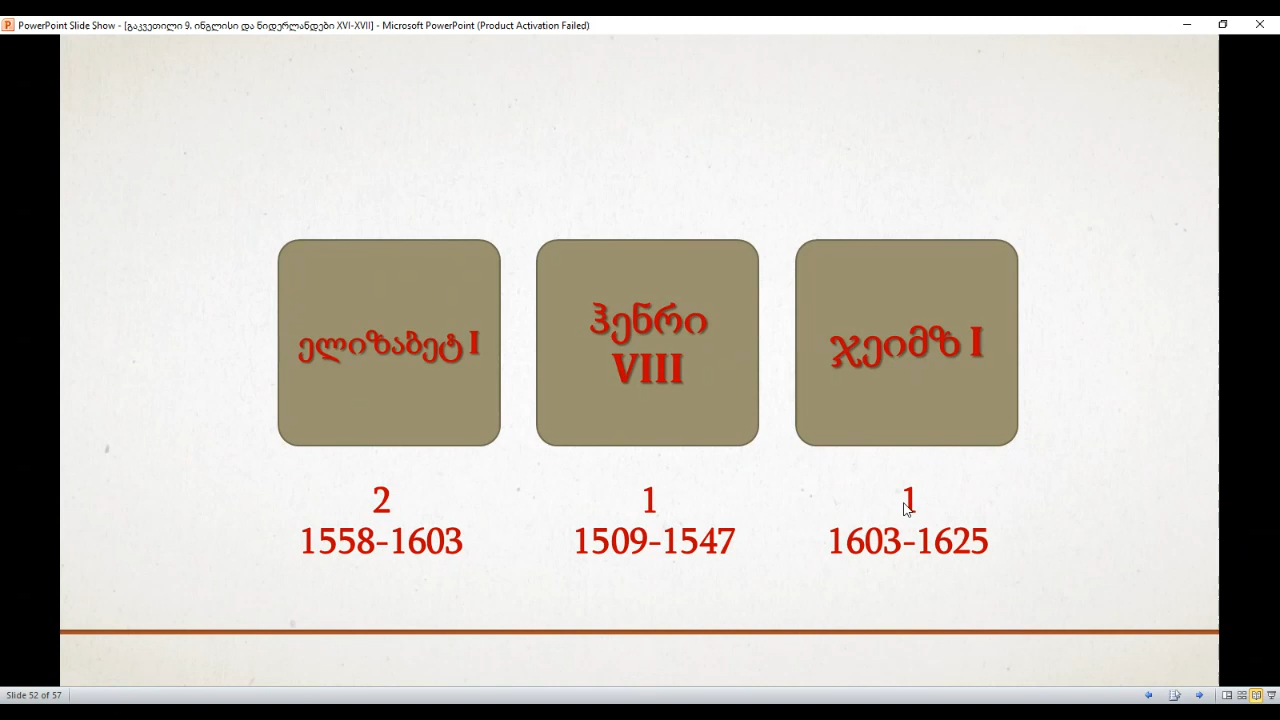 PowerPoint Slide Show - [გაკვეთილი 9. ინგლისი და ნიდერლანდები XVI-XVII] - Microsoft PowerPoint (Product Activation Failed)
ელიზაბეტ I
ჰენრი
VIII
ჯეიმზ I
2
1558-1603
1
1509-1547
1
1603-1625
Slide 52 of 57